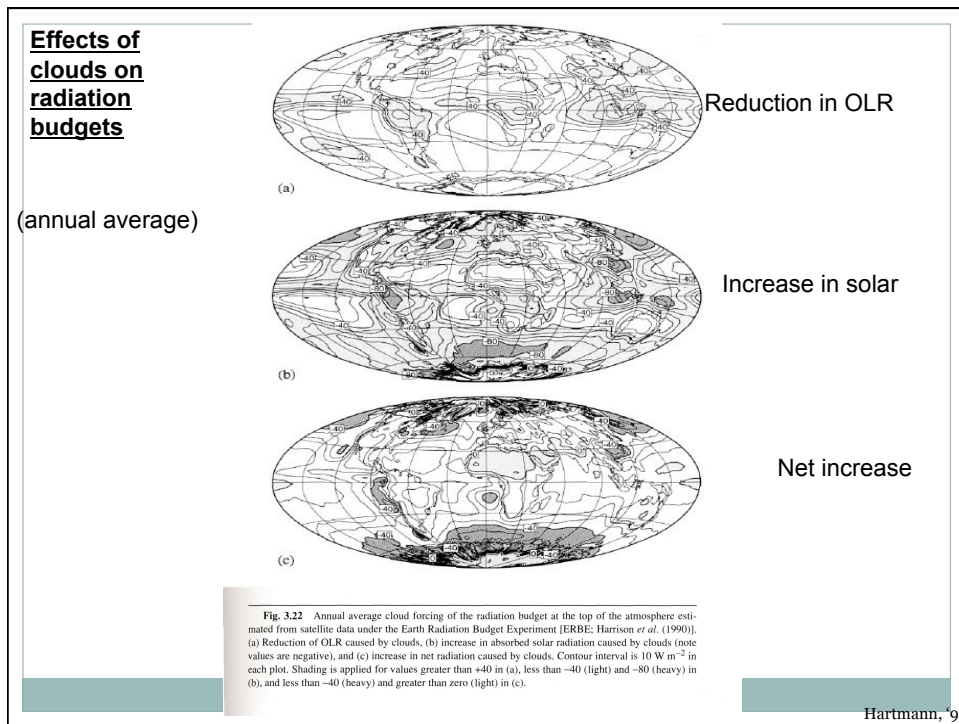 Effects of
clouds on
radiation
budgets
(annual average)
Reduction in OLR
(a)
Increase in solar
(b)
Net increase
(c)
Fig. 3.22 Annual average cloud forcing of the radiation budget at the top of the atmosphere esti-
mated from satellite data under the Earth Radiation Budget Experiment [ERBE; Harrison et al. (1990)].
(a) Reduction of OLR caused by clouds, (b) increase in absorbed solar radiation caused by clouds (note
values are negative), and (c) increase in net radiation caused by clouds. Contour interval is 10 W m⁻² in
each plot. Shading is applied for values greater than +40 in (a), less than −40 (light) and −80 (heavy) in
(b), and less than −40 (heavy) and greater than zero (light) in (c).
Hartmann, ‘9